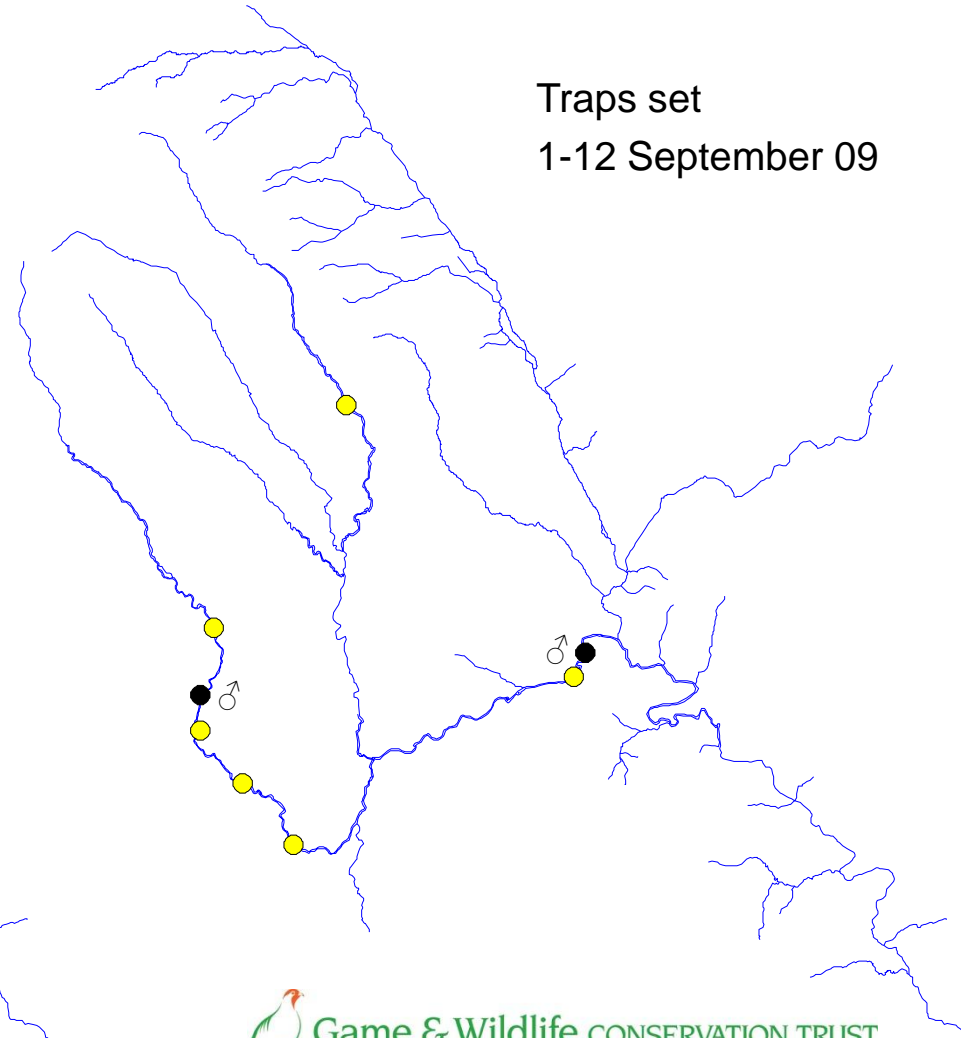 Traps set
1-12 September 09
♂
♂
Game & Wildlife CONSERVATION TRUST